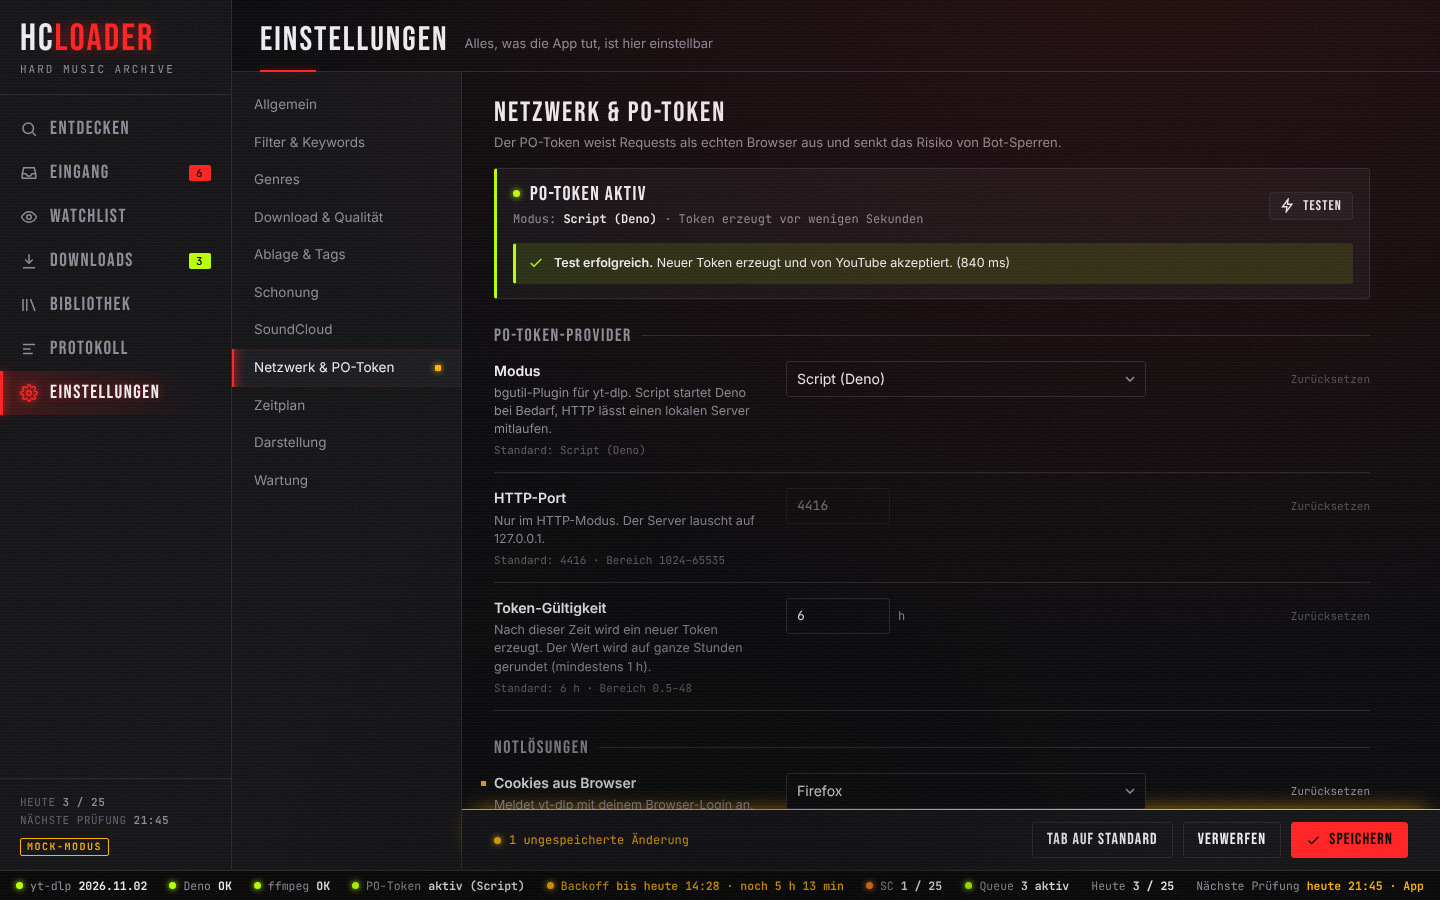 HCLOADER
HARD MUSIC ARCHIVE
ENTDECKEN
EINGANG 6
WATCHLIST
DOWNLOADS 3
BIBLIOTHEK
PROTOKOLL
EINSTELLUNGEN
HEUTE 3 / 25
NÄCHSTE PRÜFUNG 21:45
MOCK-MODUS
EINSTELLUNGEN Alles, was die App tut, ist hier einstellbar
Allgemein
Filter & Keywords
Genres
Download & Qualität
Ablage & Tags
Schonung
SoundCloud
Netzwerk & PO-Token
Zeitplan
Darstellung
Wartung
NETZWERK & PO-TOKEN
Der PO-Token weist Requests als echten Browser aus und senkt das Risiko von Bot-Sperren.
PO-TOKEN AKTIV
Modus: Script (Deno) · Token erzeugt vor wenigen Sekunden
TESTEN
Test erfolgreich. Neuer Token erzeugt und von YouTube akzeptiert. (840 ms)
PO-TOKEN-PROVIDER
Modus
bgutil-Plugin für yt-dlp. Script startet Deno
bei Bedarf, HTTP lässt einen lokalen Server
mitlaufen.
Standard: Script (Deno)
Script (Deno)
Zurücksetzen
HTTP-Port
Nur im HTTP-Modus. Der Server lauscht auf
127.0.0.1.
Standard: 4416 · Bereich 1024–65535
4416
Zurücksetzen
Token-Gültigkeit
Nach dieser Zeit wird ein neuer Token
erzeugt. Der Wert wird auf ganze Stunden
gerundet (mindestens 1 h).
Standard: 6 h · Bereich 0.5–48
6 h
Zurücksetzen
NOTLÖSUNGEN
Cookies aus Browser
Meldet yt-dlp mit deinem Browser-Login an.
Firefox
Zurücksetzen
1 ungespeicherte Änderung
TAB AUF STANDARD
VERWERFEN
SPEICHERN
yt-dlp 2026.11.02 Deno OK ffmpeg OK PO-Token aktiv (Script) Backoff bis heute 14:28 · noch 5 h 13 min SC 1 / 25 Queue 3 aktiv Heute 3 / 25 Nächste Prüfung heute 21:45 · App